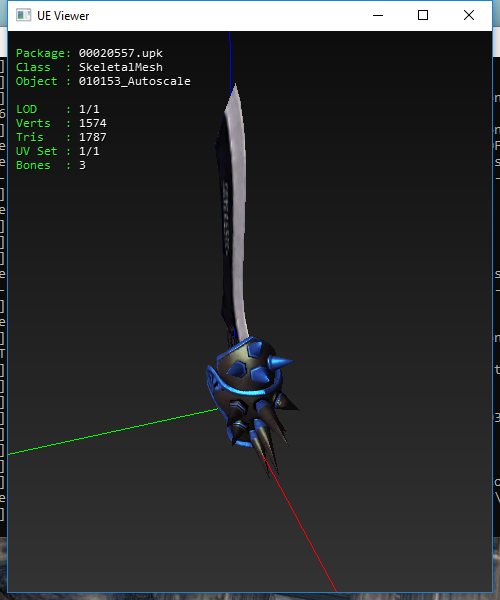 UE Viewer
Package: 00020557.upk
Class : SkeletalMesh
Object : 010153_Autoscale
LOD : 1/1
Verts : 1574
Tris : 1787
UV Set : 1/1
Bones : 3